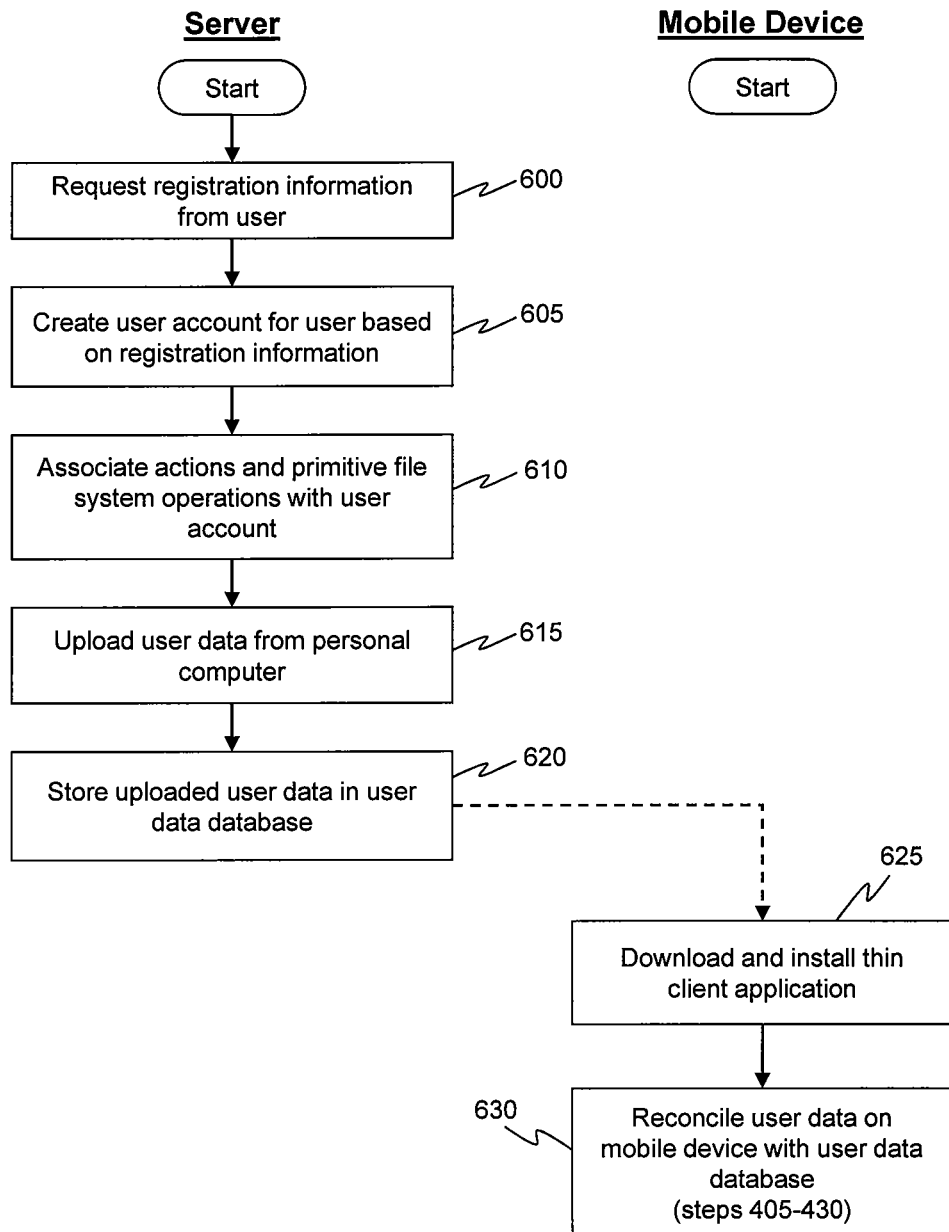 Server
Mobile Device
Start
Start
Request registration information
from user
600
Create user account for user based
on registration information
605
Associate actions and primitive file
system operations with user
account
610
Upload user data from personal
computer
615
Store uploaded user data in user
data database
620
625
Download and install thin
client application
630
Reconcile user data on
mobile device with user data
database
(steps 405-430)